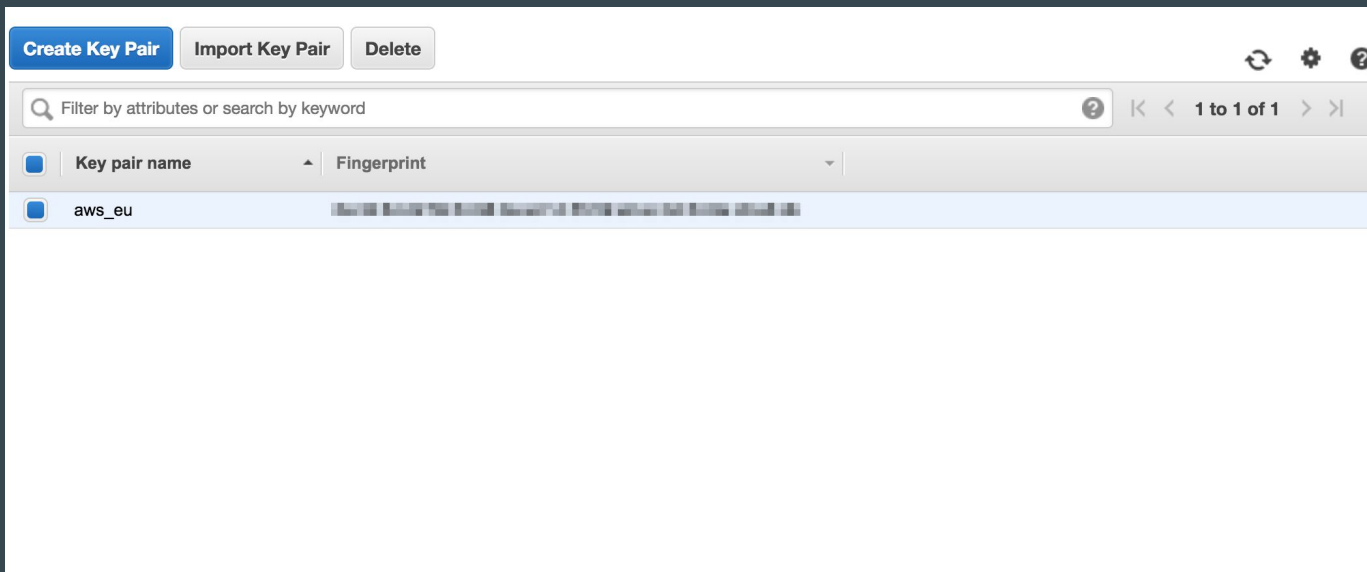 Create Key Pair Import Key Pair Delete
Filter by attributes or search by keyword 1 to 1 of 1
Key pair name Fingerprint
aws_eu